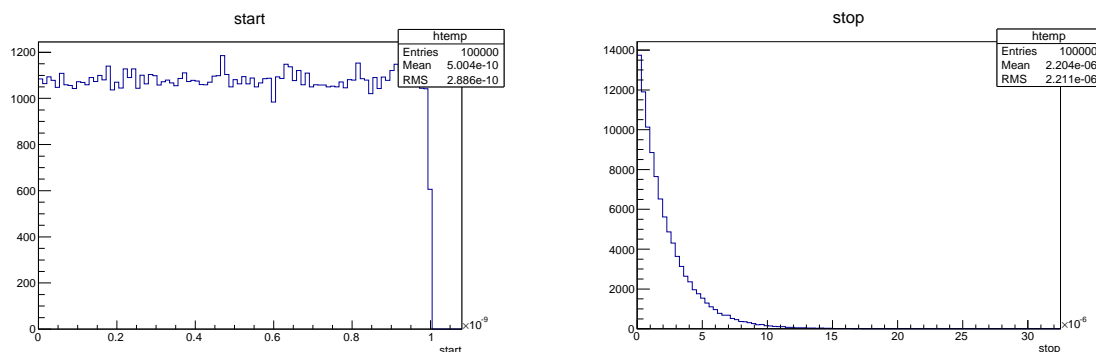 start
htemp
Entries 100000
Mean 5.004e-10
RMS 2.886e-10
1200
1000
800
600
400
200
0
0 0.2 0.4 0.6 0.8 1
×10⁻⁹
start
stop
htemp
Entries 100000
Mean 2.204e-06
RMS 2.211e-06
14000
12000
10000
8000
6000
4000
2000
0
0 5 10 15 20 25 30
×10⁻⁶
stop